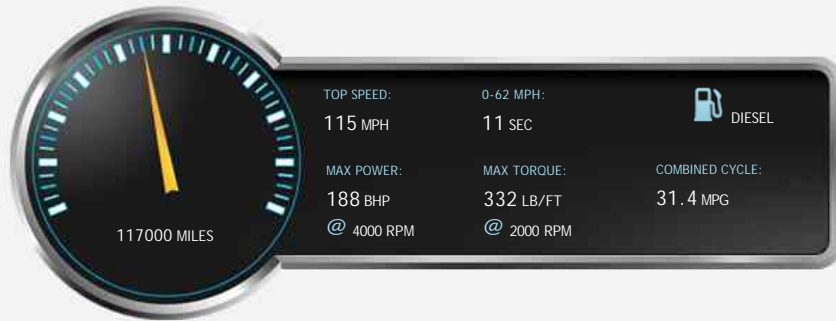 TOP SPEED:
115 MPH
0-62 MPH:
11 SEC
DIESEL
MAX POWER:
188 BHP
@ 4000 RPM
MAX TORQUE:
332 LB/FT
@ 2000 RPM
COMBINED CYCLE:
31.4 MPG
117000 MILES